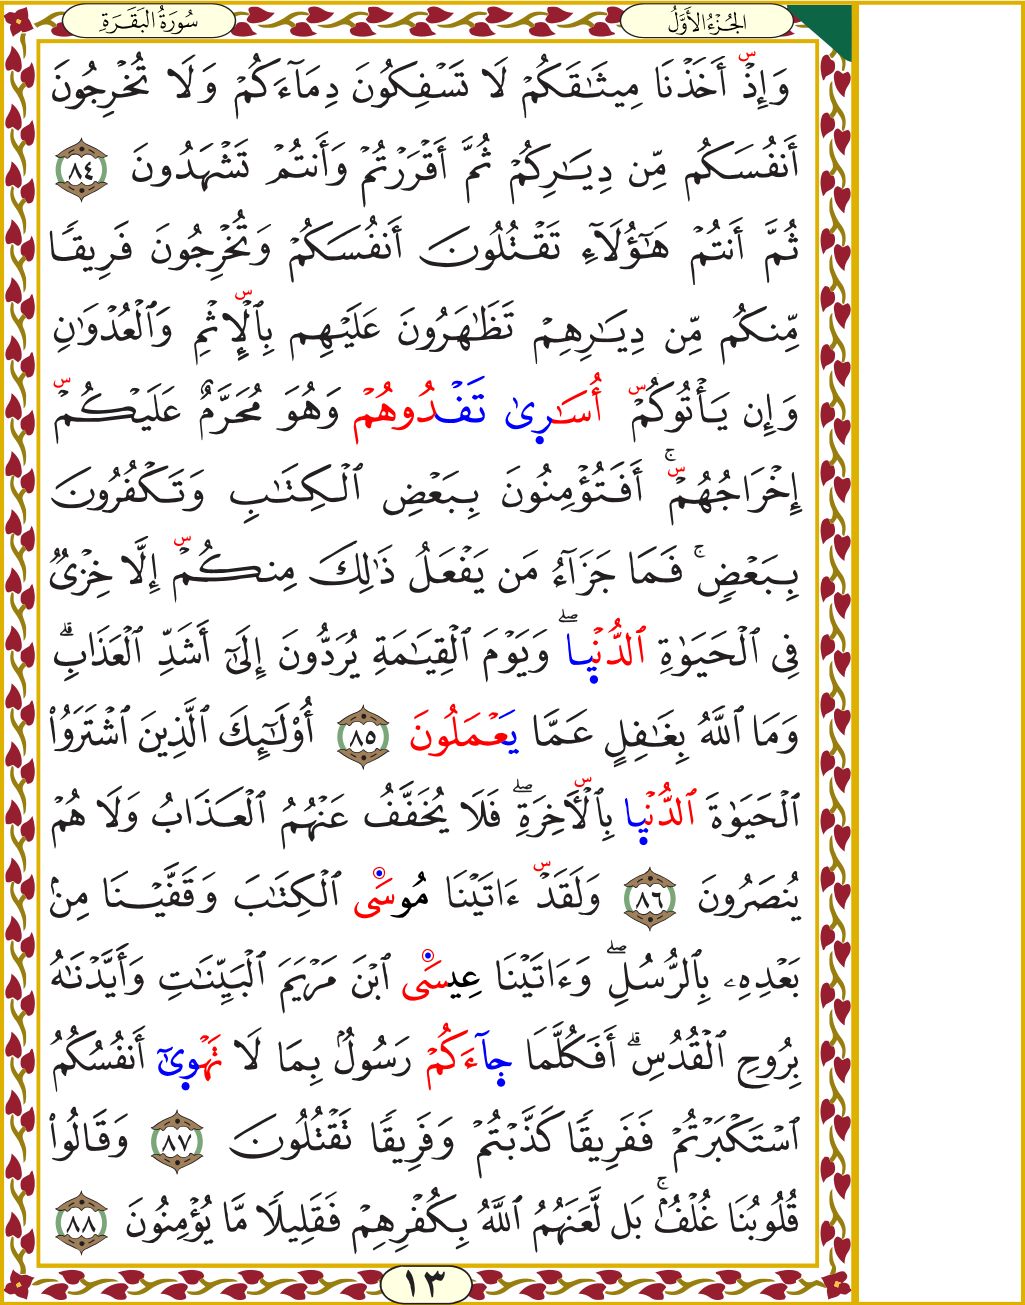 الجُزْءُ الأَوَّلُ
سُورَةُ البَقَرَةِ
وَإِذْ أَخَذْنَا مِيثَٰقَكُمْ لَا تَسْفِكُونَ دِمَآءَكُمْ وَلَا تُخْرِجُونَ
أَنفُسَكُم مِّن دِيَٰرِكُمْ ثُمَّ أَقْرَرْتُمْ وَأَنتُمْ تَشْهَدُونَ ٨٤
ثُمَّ أَنتُمْ هَٰٓؤُلَآءِ تَقْتُلُونَ أَنفُسَكُمْ وَتُخْرِجُونَ فَرِيقًا
مِّنكُم مِّن دِيَٰرِهِمْ تَظَّٰهَرُونَ عَلَيْهِم بِٱلْإِثْمِ وَٱلْعُدْوَٰنِ
وَإِن يَأْتُوكُمْ أُسَٰرِىٰ تَفْدُوهُمْ وَهُوَ مُحَرَّمٌ عَلَيْكُمْ
إِخْرَاجُهُمْ ۚ أَفَتُؤْمِنُونَ بِبَعْضِ ٱلْكِتَٰبِ وَتَكْفُرُونَ
بِبَعْضٍ ۚ فَمَا جَزَآءُ مَن يَفْعَلُ ذَٰلِكَ مِنكُمْ إِلَّا خِزْىٌ
فِى ٱلْحَيَوٰةِ ٱلدُّنْيِا ۖ وَيَوْمَ ٱلْقِيَٰمَةِ يُرَدُّونَ إِلَىٰٓ أَشَدِّ ٱلْعَذَابِ ۗ
وَمَا ٱللَّهُ بِغَٰفِلٍ عَمَّا يَعْمَلُونَ ٨٥ أُو۟لَٰٓئِكَ ٱلَّذِينَ ٱشْتَرَوُا۟
ٱلْحَيَوٰةَ ٱلدُّنْيِا بِٱلْأَخِرَةِ ۖ فَلَا يُخَفَّفُ عَنْهُمُ ٱلْعَذَابُ وَلَا هُمْ
يُنصَرُونَ ٨٦ وَلَقَدْ ءَاتَيْنَا مُوسَى ٱلْكِتَٰبَ وَقَفَّيْنَا مِنۢ
بَعْدِهِۦ بِٱلرُّسُلِ ۖ وَءَاتَيْنَا عِيسَى ٱبْنَ مَرْيَمَ ٱلْبَيِّنَٰتِ وَأَيَّدْنَٰهُ
بِرُوحِ ٱلْقُدُسِ ۗ أَفَكُلَّمَا جِآءَكُمْ رَسُولٌۢ بِمَا لَا تَهْوِىٰٓ أَنفُسُكُمُ
ٱسْتَكْبَرْتُمْ فَفَرِيقًا كَذَّبْتُمْ وَفَرِيقًا تَقْتُلُونَ ٨٧ وَقَالُوا۟
قُلُوبُنَا غُلْفٌۢ ۚ بَل لَّعَنَهُمُ ٱللَّهُ بِكُفْرِهِمْ فَقَلِيلًا مَّا يُؤْمِنُونَ ٨٨
١٣